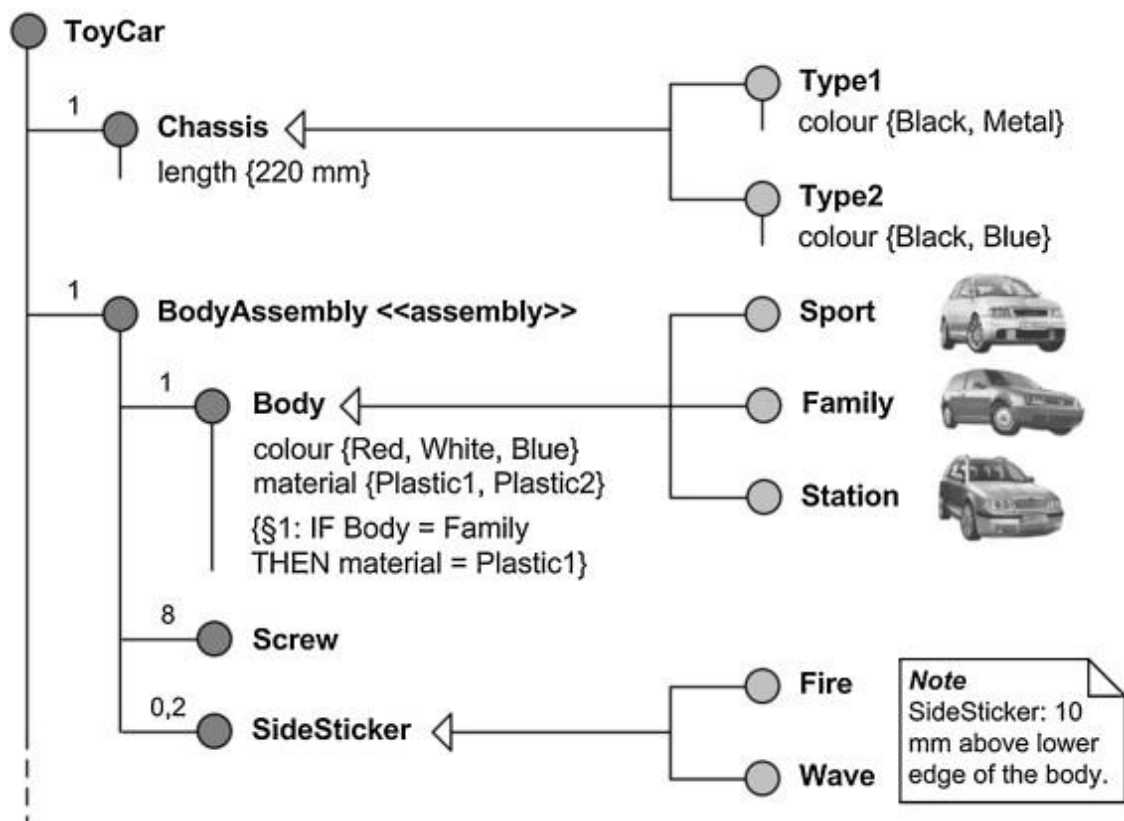 ToyCar
1
Chassis
length {220 mm}
Type1
colour {Black, Metal}
Type2
colour {Black, Blue}
1
BodyAssembly <<assembly>>
Sport
1
Body
colour {Red, White, Blue}
material {Plastic1, Plastic2}
{§1: IF Body = Family
THEN material = Plastic1}
Family
Station
8
Screw
0,2
SideSticker
Fire
Wave
Note
SideSticker: 10
mm above lower
edge of the body.